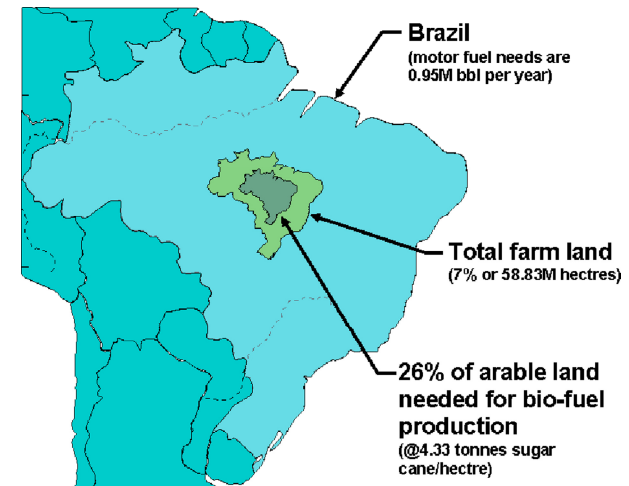 Brazil
(motor fuel needs are
0.95M bbl per year)
Total farm land
(7% or 58.83M hectres)
26% of arable land
needed for bio-fuel
production
(@4.33 tonnes sugar
cane/hectre)